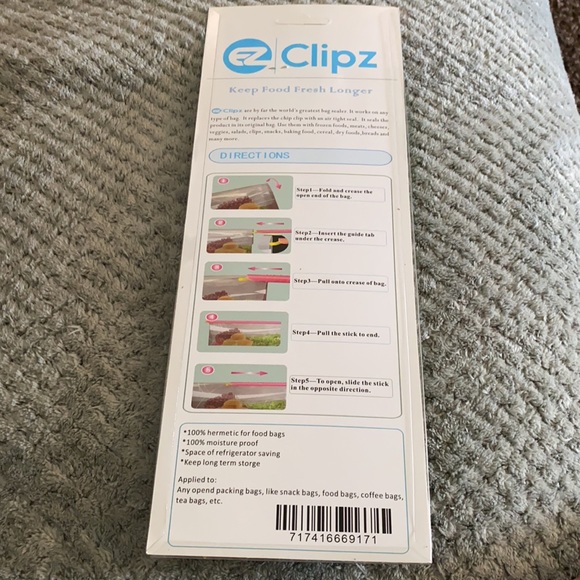 EZ Clipz
Keep Food Fresh Longer
EZ Clipz are by far the world's greatest bag sealer. It works on any
type of bag. It replaces the chip clip with an air tight seal. It seals the
product in its original bag. Use them with frozen foods, meats, cheeses,
veggies, salads, chips, snacks, baking food, cereal, dry foods, breads and
many more.
DIRECTIONS
Step1—Fold and crease the
open end of the bag.
Step2—Insert the guide tab
under the crease.
Step3—Pull onto crease of bag.
Step4—Pull the stick to end.
Step5—To open, slide the stick
in the opposite direction.
*100% hermetic for food bags
*100% moisture proof
*Space of refrigerator saving
*Keep long term storge
Applied to:
Any opend packing bags, like snack bags, food bags, coffee bags,
tea bags, etc.
717416669171